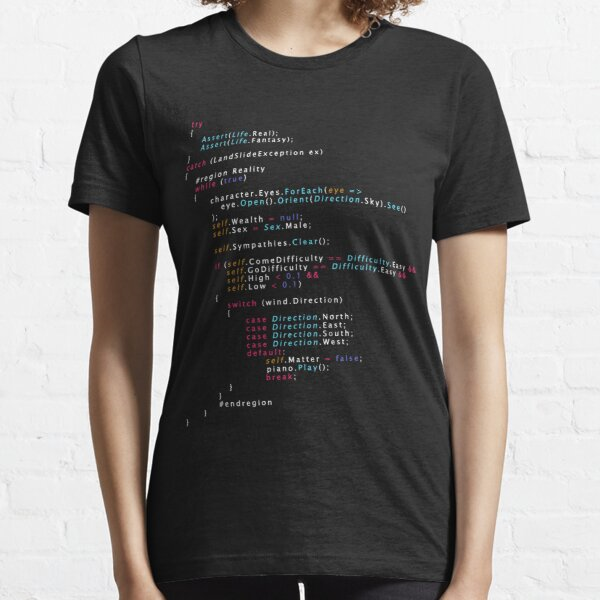 try
{
Assert(Life.Real);
Assert(Life.Fantasy);
}
catch (LandSlideException ex)
{
#region Reality
while (true)
{
character.Eyes.ForEach(eye =>
eye.Open().Orient(Direction.Sky).See()
);
self.Wealth = null;
self.Sex = Sex.Male;
self.Sympathies.Clear();
if (self.ComeDifficulty == Difficulty.Easy &&
self.GoDifficulty == Difficulty.Easy &&
self.High < 0.1 &&
self.Low < 0.1)
{
switch (wind.Direction)
{
case Direction.North;
case Direction.East;
case Direction.South;
case Direction.West;
default;
self.Matter = false;
piano.Play();
break;
}
}
#endregion
}
}